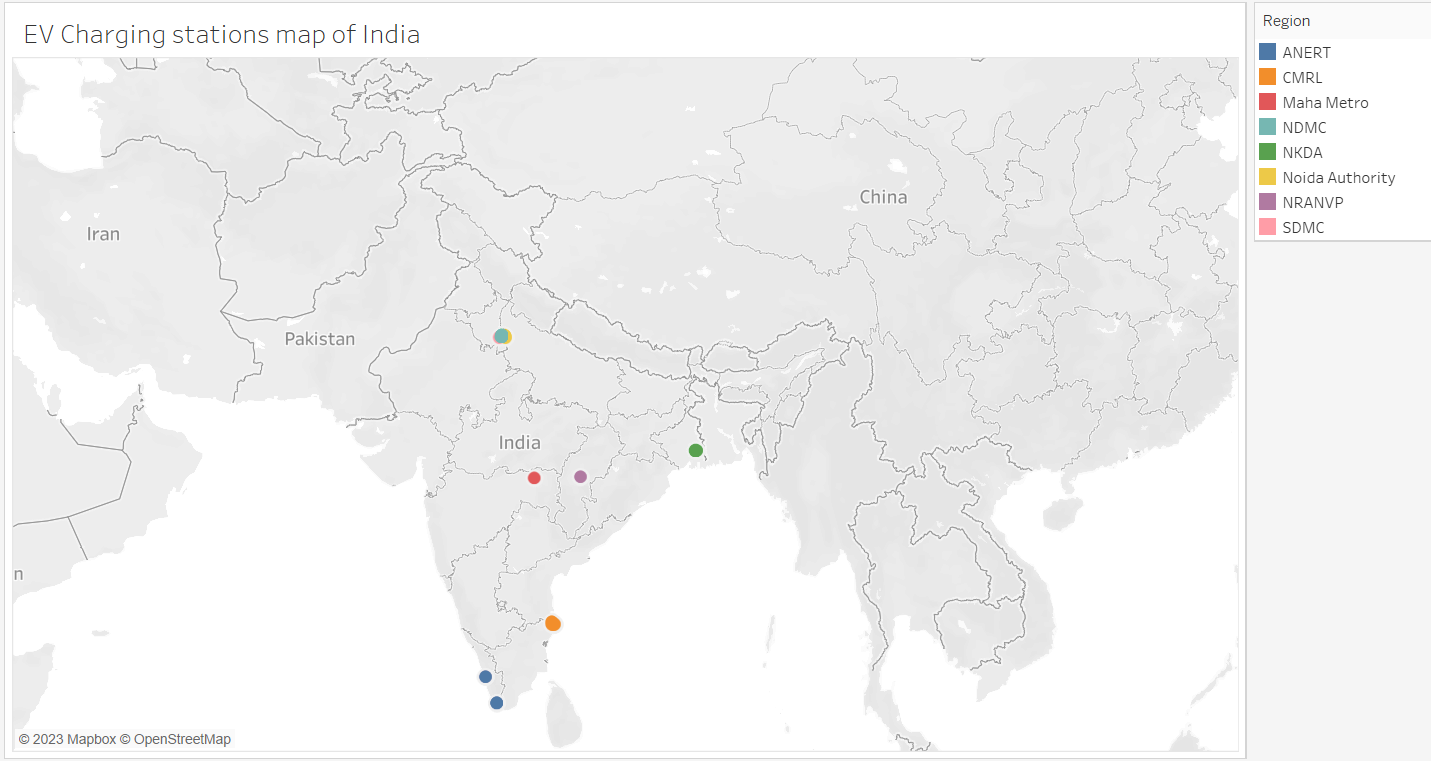 EV Charging stations map of India
Region
ANERT
CMRL
Maha Metro
NDMC
NKDA
Noida Authority
NRANVP
SDMC
China
Iran
Pakistan
India
n
© 2023 Mapbox © OpenStreetMap